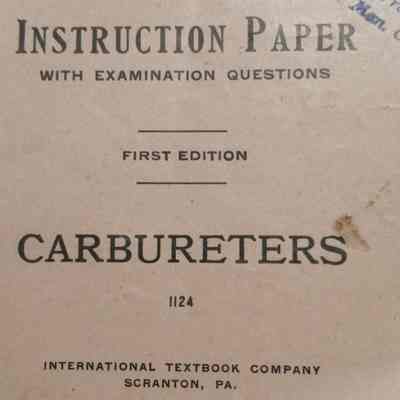 INSTRUCTION PAPER
WITH EXAMINATION QUESTIONS
FIRST EDITION
CARBURETERS
1124
INTERNATIONAL TEXTBOOK COMPANY
SCRANTON, PA.